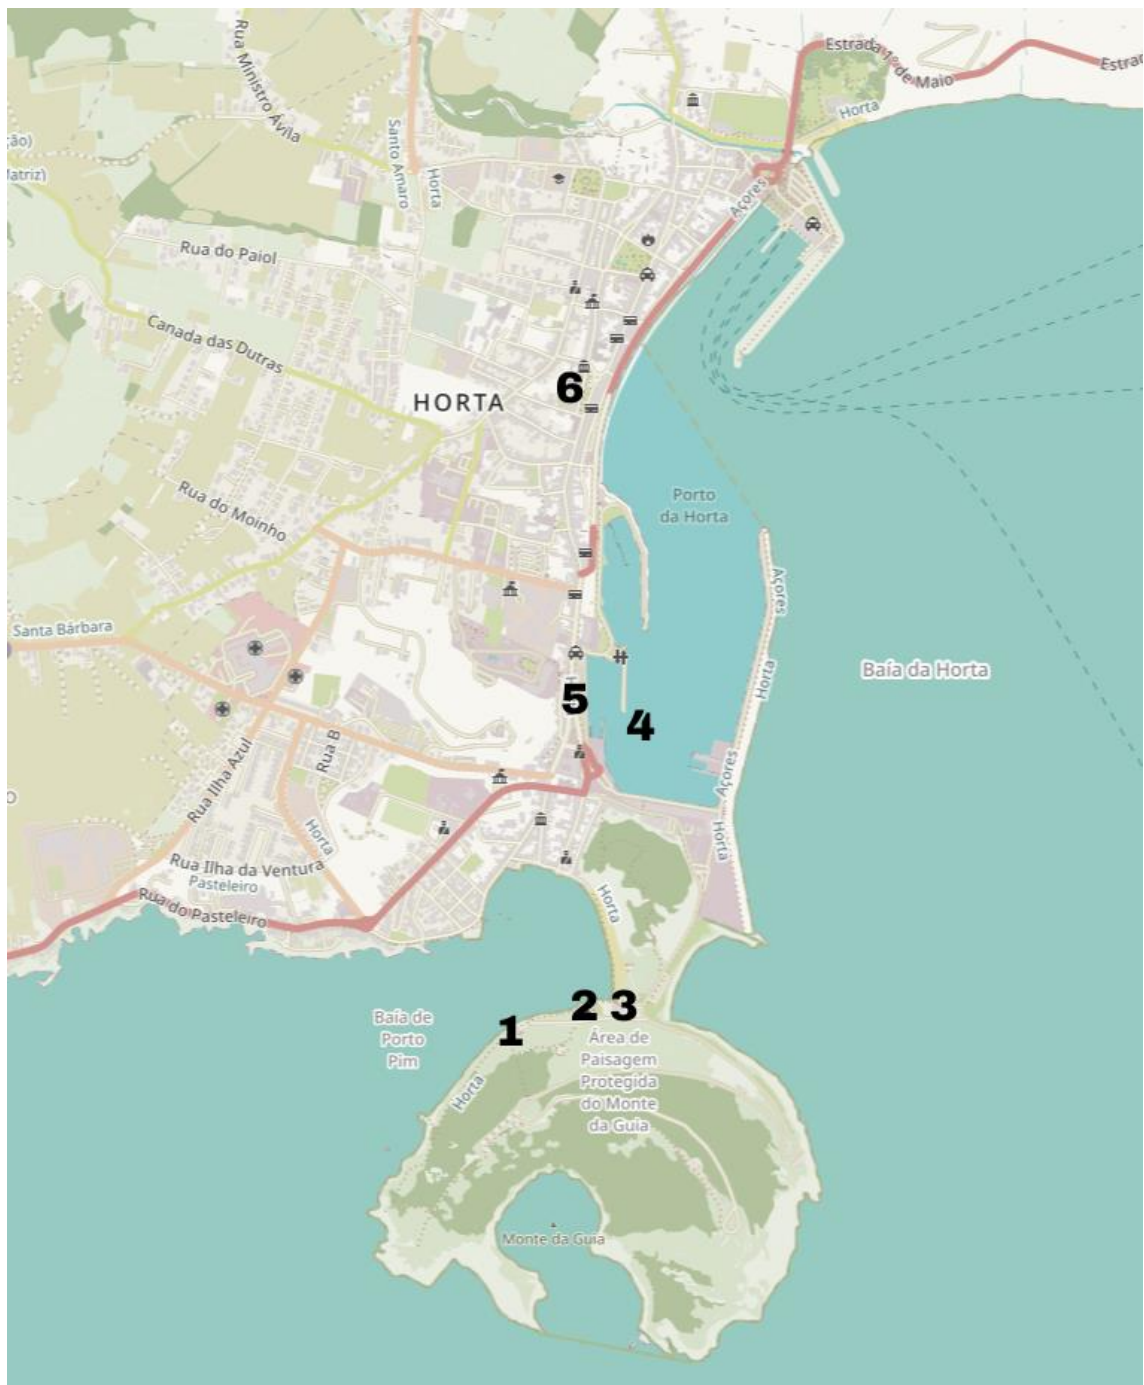 Rua Ministro Ávila
Estrada 1º de Maio
Estrad
Horta
ção)
Matriz)
Santo Amaro
Horta
Açores
Rua do Paiol
Canada das Dutras
6
HORTA
Rua do Moinho
Porto
da Horta
Açores
Santa Bárbara
Horta
Baía da Horta
5
4
Rua B
Rua Ilha Azul
Açores
Horta
Horta
Rua Ilha da Ventura
Pasteleiro
Rua do Pasteleiro
Horta
1
2
3
Baía de
Porto
Pim
Área de
Paisagem
Protegida
do Monte
da Guia
Horta
Monte da Guia